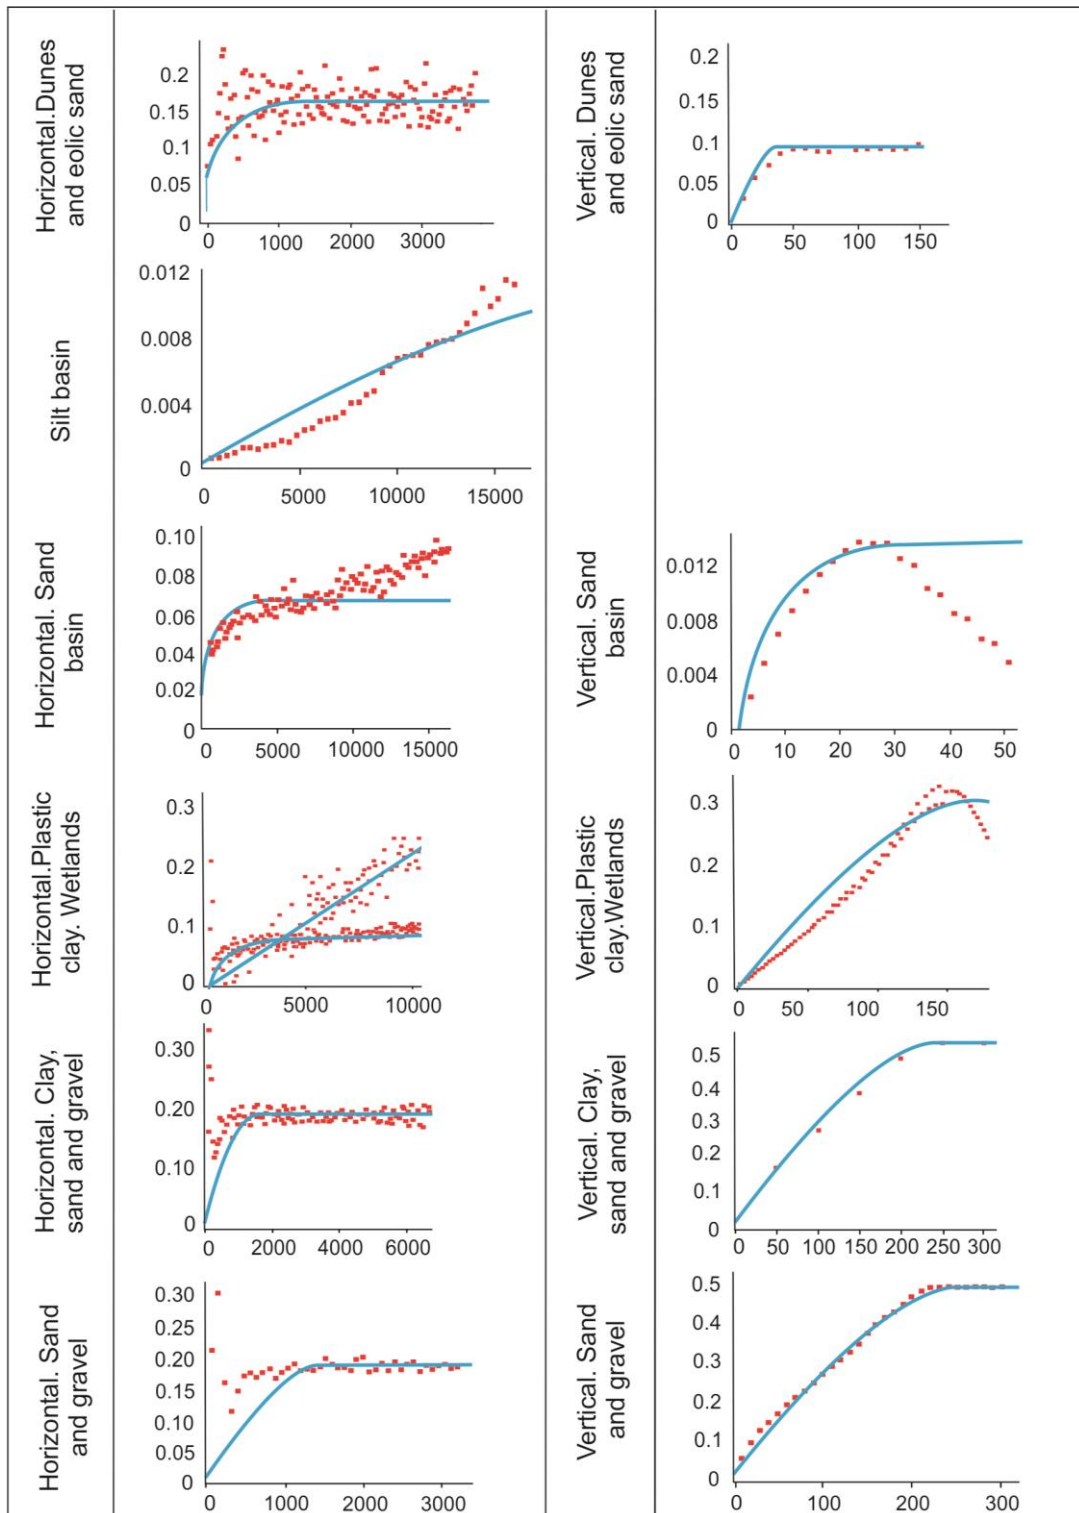 Horizontal.Dunes
and eolic sand
0.2
0.15
0.1
0.05
0
0 1000 2000 3000
Vertical. Dunes
and eolic sand
0.2
0.15
0.1
0.05
0
0 50 100 150
Silt basin
0.012
0.008
0.004
0
0 5000 10000 15000
Horizontal. Sand
basin
0.10
0.08
0.06
0.04
0.02
0
0 5000 10000 15000
Vertical. Sand
basin
0.012
0.008
0.004
0
0 10 20 30 40 50
Horizontal.Plastic
clay. Wetlands
0.3
0.2
0.1
0
0 5000 10000
Vertical.Plastic
clay.Wetlands
0.3
0.2
0.1
0
0 50 100 150
Horizontal. Clay,
sand and gravel
0.30
0.20
0.10
0
0 2000 4000 6000
Vertical. Clay,
sand and gravel
0.5
0.4
0.3
0.2
0.1
0
0 50 100 150 200 250 300
Horizontal. Sand
and gravel
0.30
0.25
0.20
0.15
0.10
0.05
0
0 1000 2000 3000
Vertical. Sand
and gravel
0.5
0.4
0.3
0.2
0.1
0
0 100 200 300